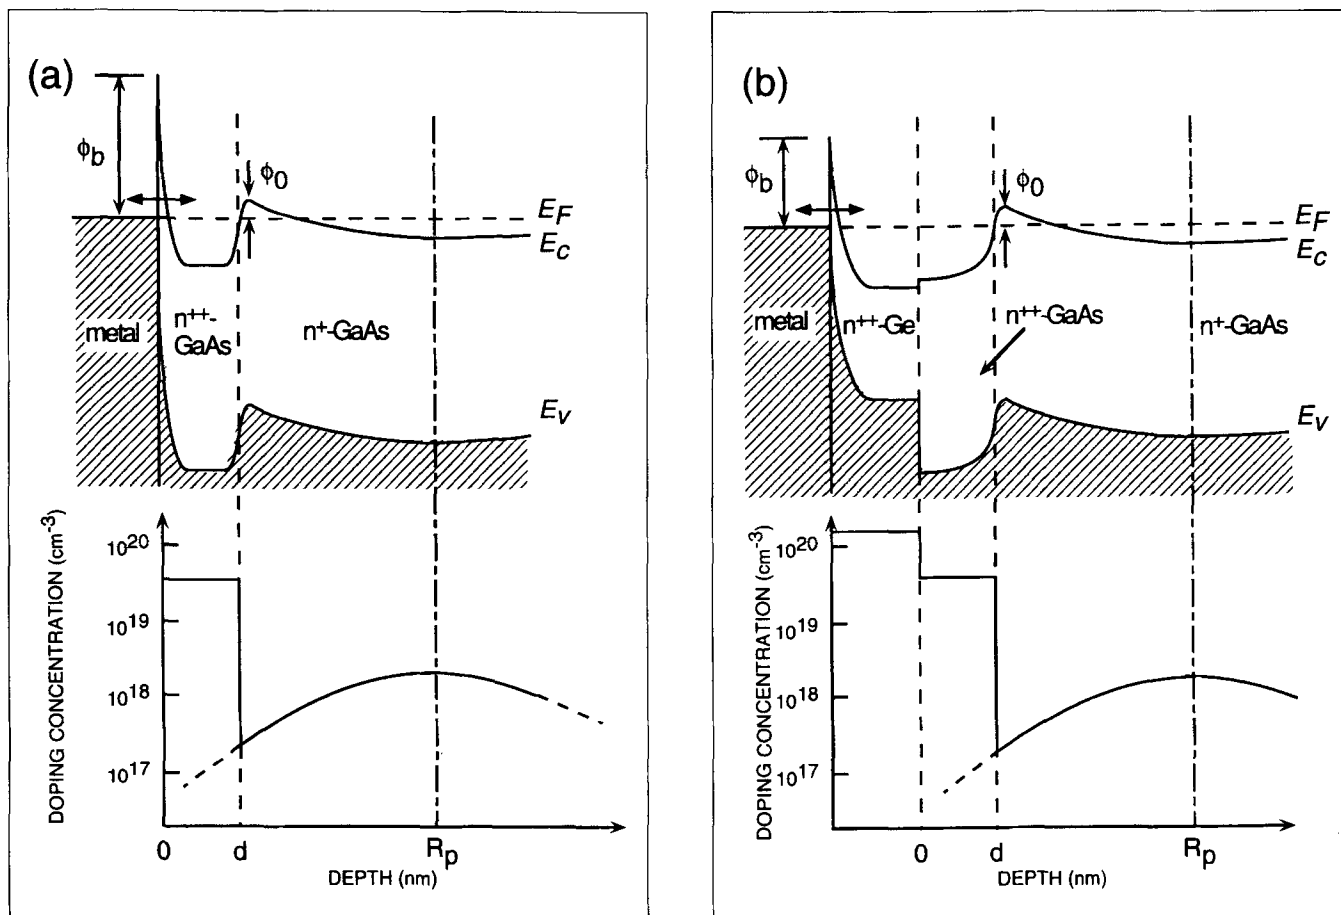 (a)
ϕb
ϕ0
EF
Ec
metal
n++-
GaAs
n+-GaAs
Ev
DOPING CONCENTRATION (cm-3)
10^20
10^19
10^18
10^17
0
d
Rp
DEPTH (nm)
(b)
ϕb
ϕ0
EF
Ec
metal
n++-Ge
n++-GaAs
n+-GaAs
Ev
DOPING CONCENTRATION (cm-3)
10^20
10^19
10^18
10^17
0
d
Rp
DEPTH (nm)